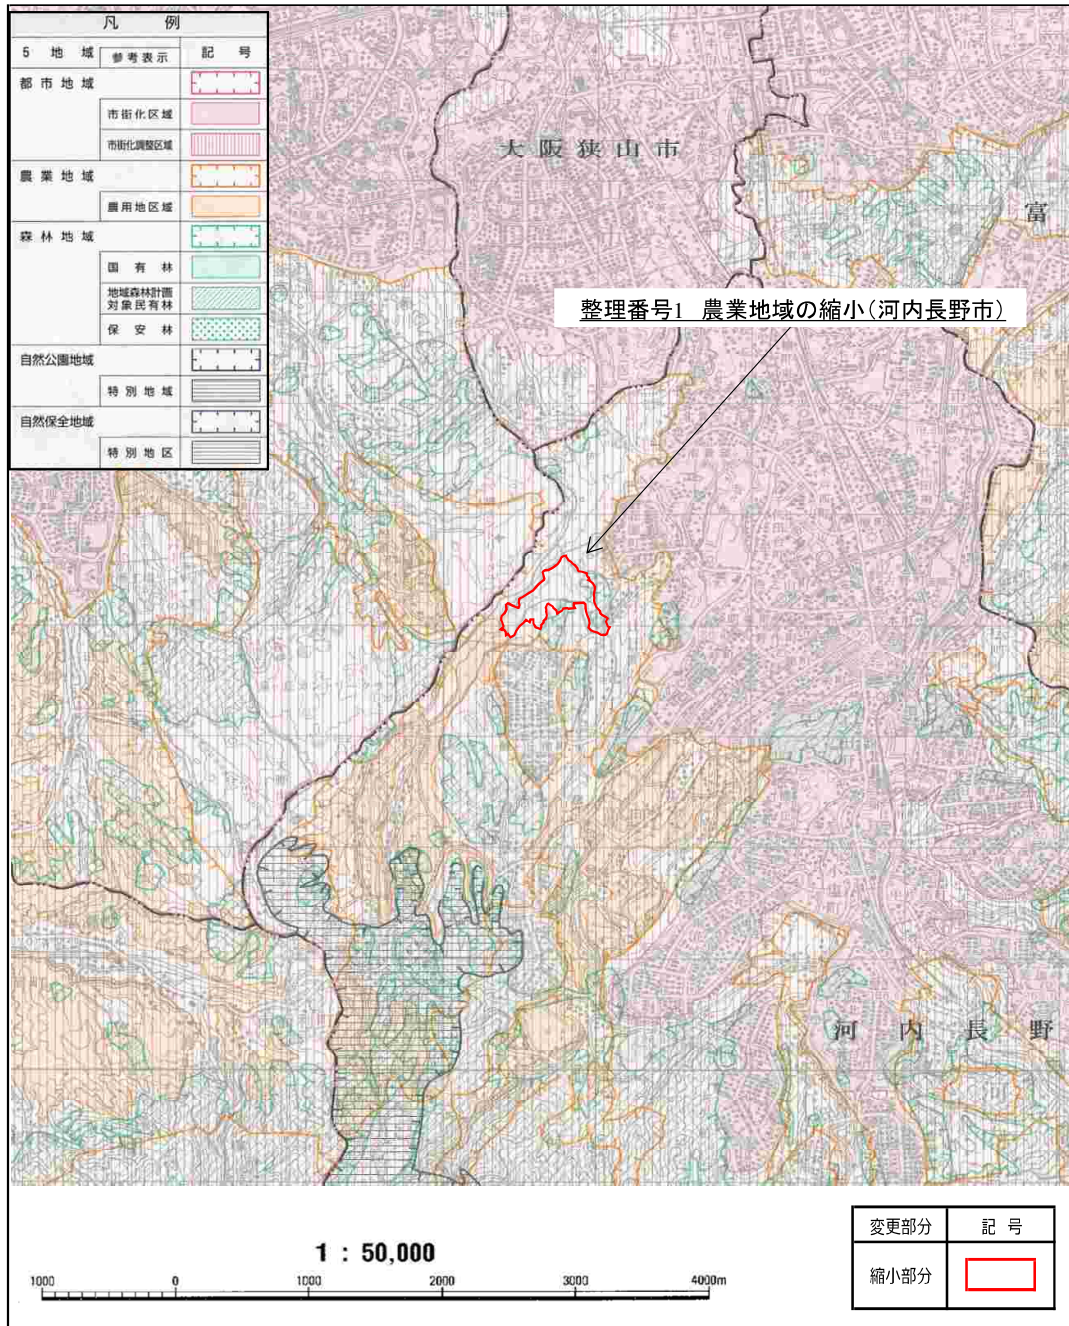 凡例
5 地域 参考表示 記号
都市地域
市街化区域
市街化調整区域
農業地域
農用地区域
森林地域
国有林
地域森林計画
対象民有林
保安林
自然公園地域
特別地域
自然保全地域
特別地区
大阪狭山市
富
整理番号1 農業地域の縮小(河内長野市)
河内長野
1 : 50,000
1000 0 1000 2000 3000 4000m
変更部分 記号
縮小部分